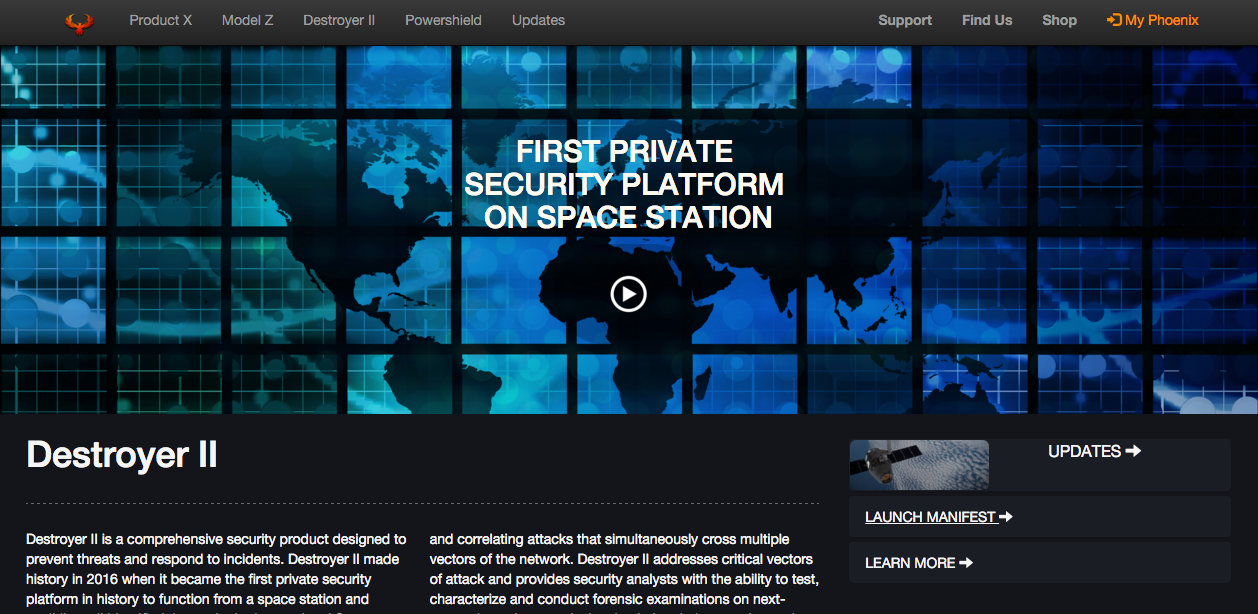 Product X Model Z Destroyer II Powershield Updates Support Find Us Shop My Phoenix
FIRST PRIVATE
SECURITY PLATFORM
ON SPACE STATION
Destroyer II
Destroyer II is a comprehensive security product designed to
prevent threats and respond to incidents. Destroyer II made
history in 2016 when it became the first private security
platform in history to function from a space station and
and correlating attacks that simultaneously cross multiple
vectors of the network. Destroyer II addresses critical vectors
of attack and provides security analysts with the ability to test,
characterize and conduct forensic examinations on next-
UPDATES
LAUNCH MANIFEST
LEARN MORE